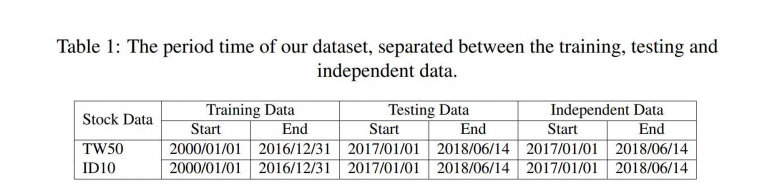 Table 1: The period time of our dataset, separated between the training, testing and
independent data.
Stock Data Training Data Testing Data Independent Data
Start End Start End Start End
TW50 2000/01/01 2016/12/31 2017/01/01 2018/06/14 2017/01/01 2018/06/14
ID10 2000/01/01 2016/12/31 2017/01/01 2018/06/14 2017/01/01 2018/06/14